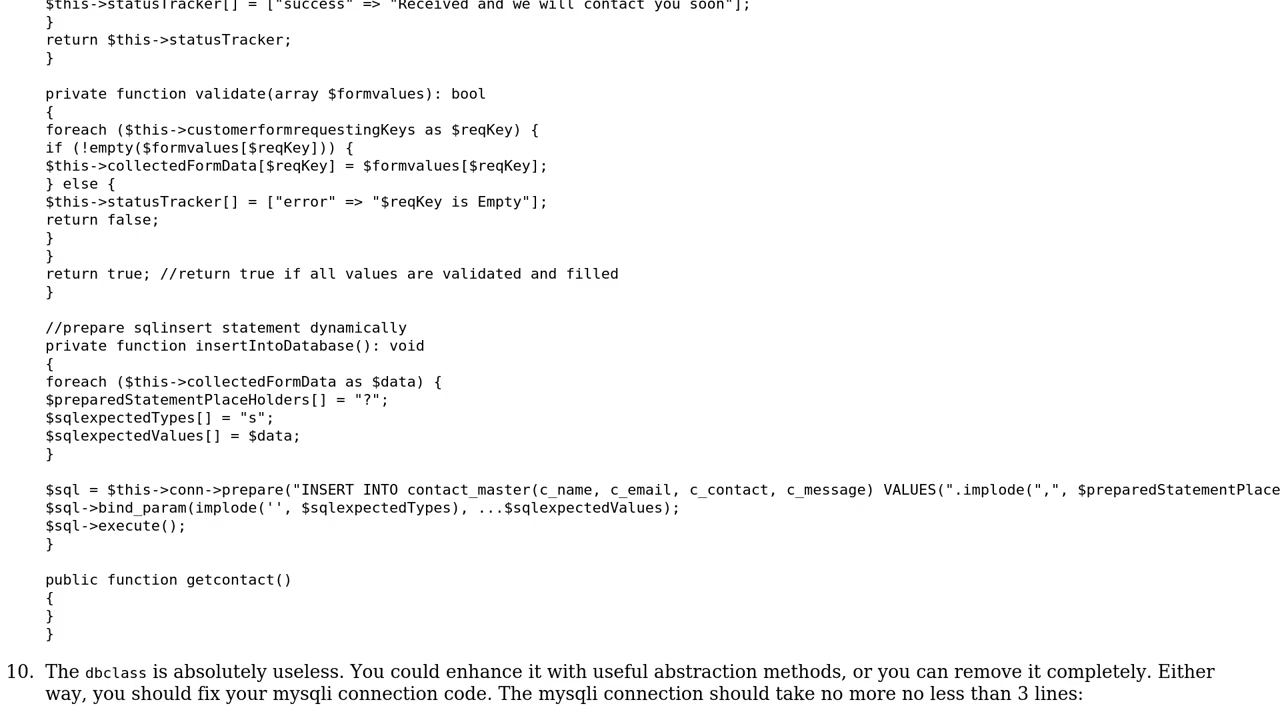 $this->statusTracker[] = ["success" => "Received and we will contact you soon"];
}
return $this->statusTracker;
}

private function validate(array $formvalues): bool
{
foreach ($this->customerformrequestingKeys as $reqKey) {
if (!empty($formvalues[$reqKey])) {
$this->collectedFormData[$reqKey] = $formvalues[$reqKey];
} else {
$this->statusTracker[] = ["error" => "$reqKey is Empty"];
return false;
}
}
return true; //return true if all values are validated and filled
}

//prepare sqlinsert statement dynamically
private function insertIntoDatabase(): void
{
foreach ($this->collectedFormData as $data) {
$preparedStatementPlaceHolders[] = "?";
$sqlexpectedTypes[] = "s";
$sqlexpectedValues[] = $data;
}

$sql = $this->conn->prepare("INSERT INTO contact_master(c_name, c_email, c_contact, c_message) VALUES(".implode(",", $preparedStatementPlace
$sql->bind_param(implode('', $sqlexpectedTypes), ...$sqlexpectedValues);
$sql->execute();
}

public function getcontact()
{
}
}
10. The dbclass is absolutely useless. You could enhance it with useful abstraction methods, or you can remove it completely. Either
way, you should fix your mysqli connection code. The mysqli connection should take no more no less than 3 lines: